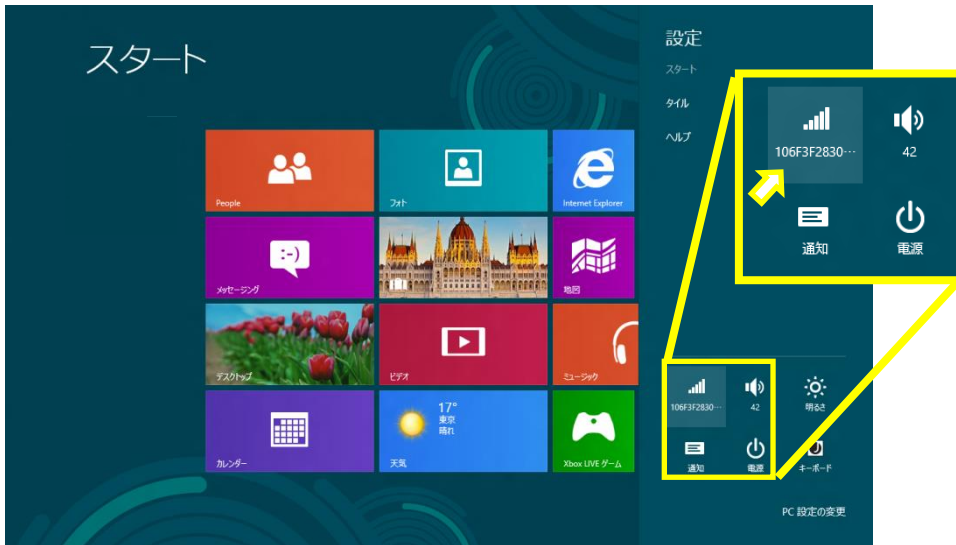 スタート
設定
スタート
タイル
ヘルプ
106F3F2830…
42
通知
電源
People
フォト
Internet Explorer
:-)
メッセージング
地図
デスクトップ
ビデオ
ミュージック
カレンダー
17°
東京
晴れ
天気
Xbox LIVE ゲーム
106F3F2830…
42
明るさ
通知
電源
キーボード
PC 設定の変更